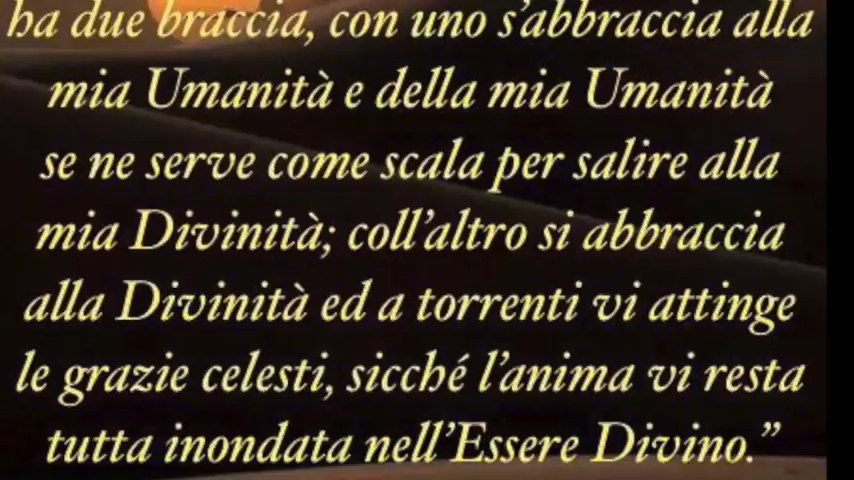 ha due braccia, con uno s’abbraccia alla
mia Umanità e della mia Umanità
se ne serve come scala per salire alla
mia Divinità; coll’altro si abbraccia
alla Divinità ed a torrenti vi attinge
le grazie celesti, sicché l’anima vi resta
tutta inondata nell’Essere Divino.”